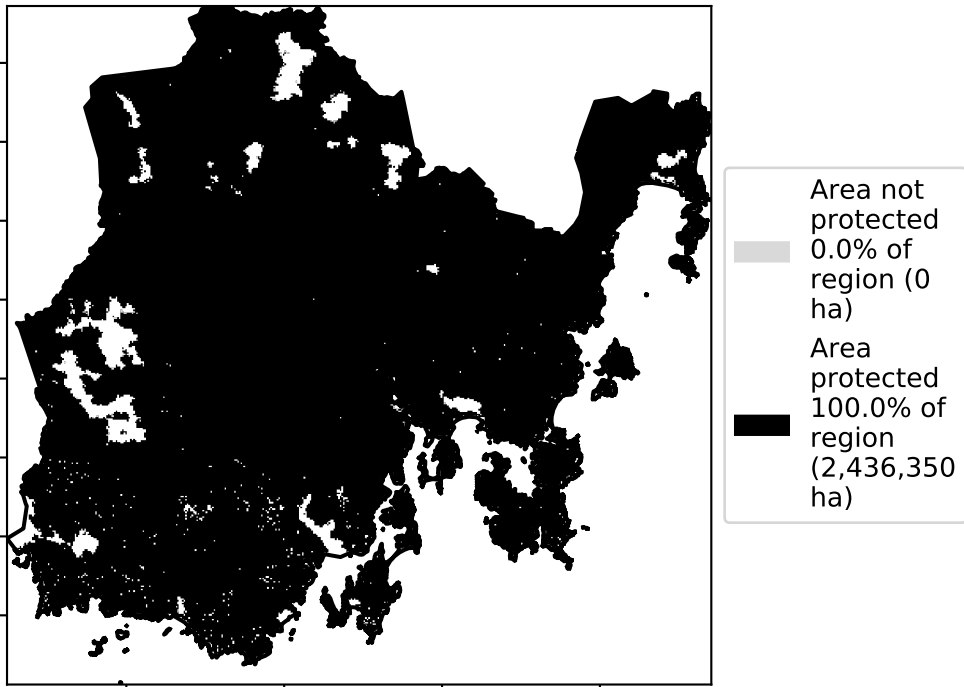 Area not
protected
0.0% of
region (0
ha)
Area
protected
100.0% of
region
(2,436,350
ha)